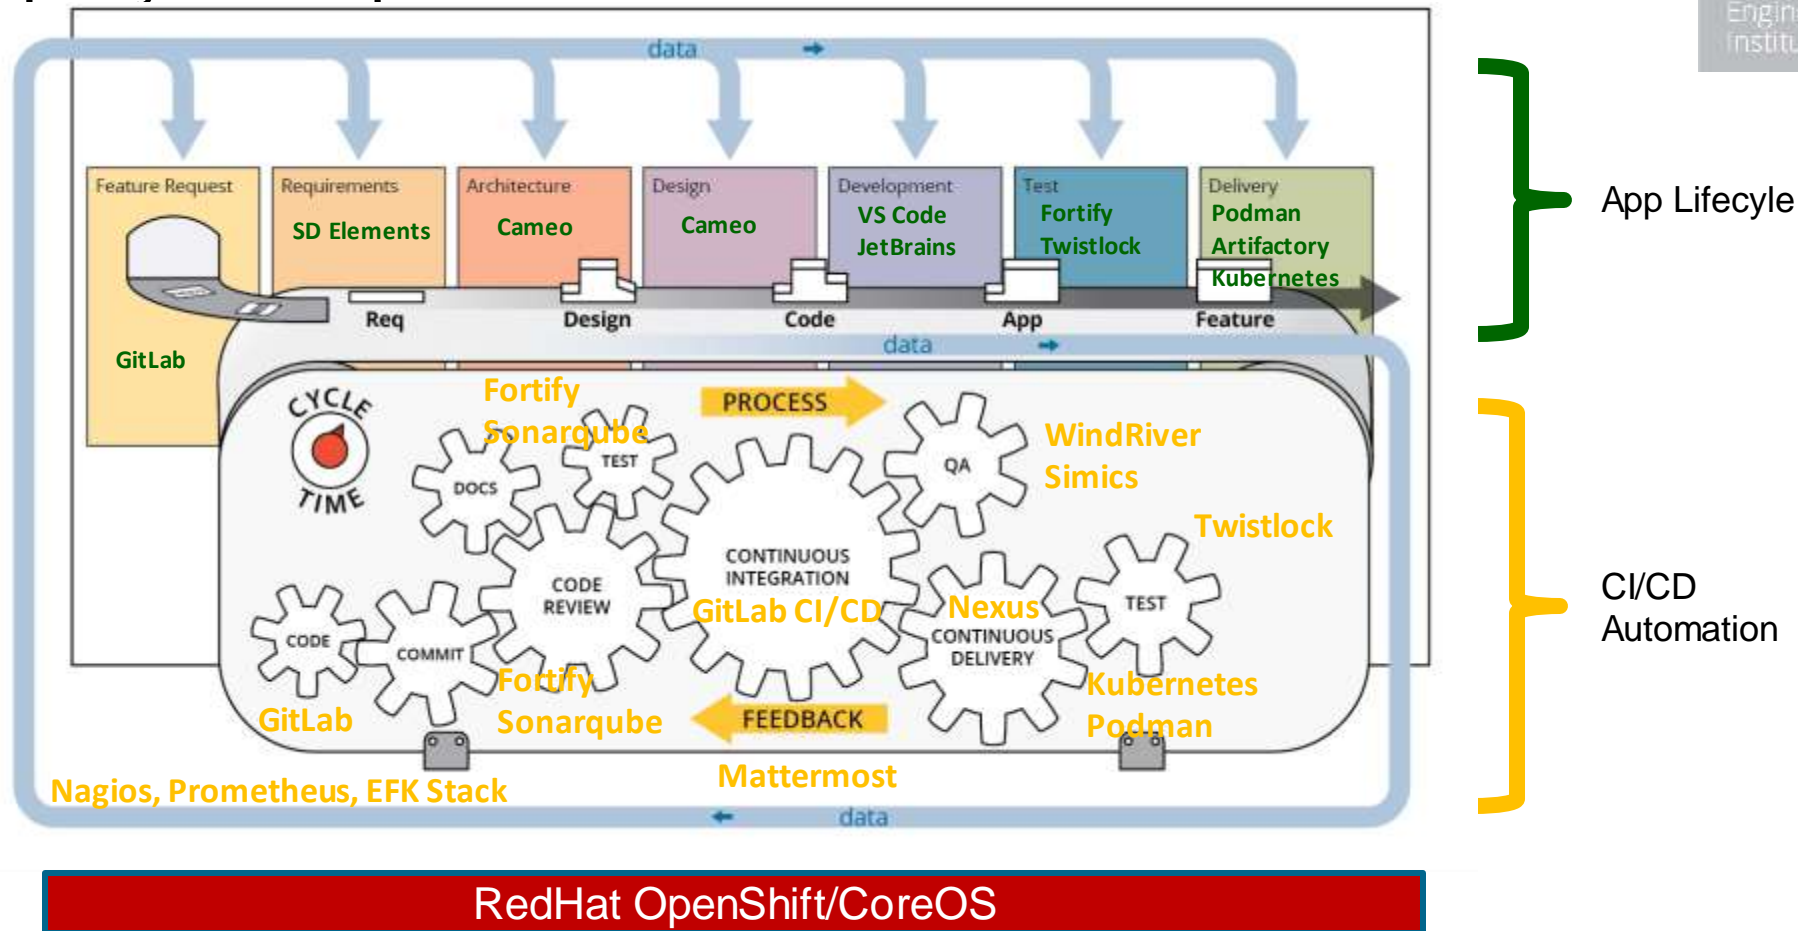 data
Feature Request
Requirements
Architecture
Design
Development
Test
Delivery
SD Elements
Cameo
Cameo
VS Code
JetBrains
Fortify
Twistlock
Podman
Artifactory
Kubernetes
App Lifecyle
Req
Design
Code
App
Feature
data
GitLab
CYCLE
TIME
Fortify
Sonarqube
PROCESS
DOCS
TEST
QA
WindRiver
Simics
Twistlock
CONTINUOUS
INTEGRATION
GitLab CI/CD
CODE
REVIEW
Nexus
CONTINUOUS
DELIVERY
TEST
CI/CD
Automation
CODE
COMMIT
GitLab
Fortify
Sonarqube
FEEDBACK
Kubernetes
Podman
Mattermost
Nagios, Prometheus, EFK Stack
data
RedHat OpenShift/CoreOS